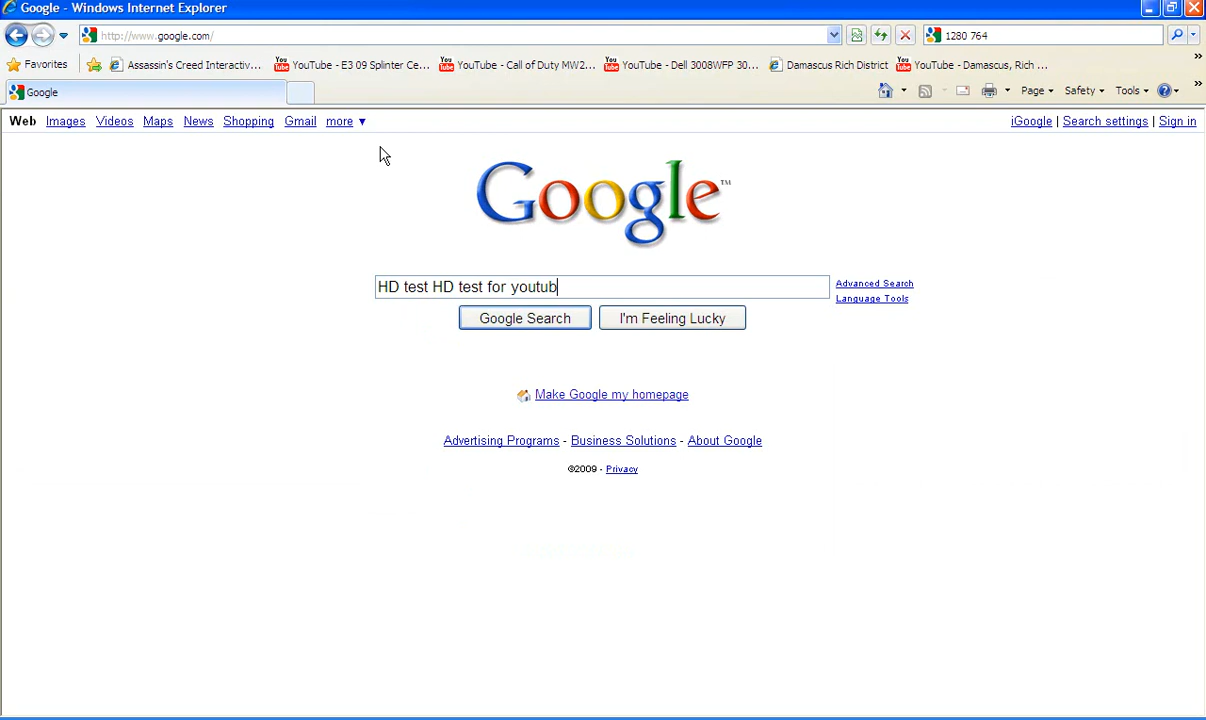 Google - Windows Internet Explorer
http://www.google.com/
1280 764
Favorites
Assassin's Creed Interactiv...
YouTube - E3 09 Splinter Ce...
YouTube - Call of Duty MW2...
YouTube - Dell 3008WFP 30...
Damascus Rich District
YouTube - Damascus, Rich ...
Google
Page
Safety
Tools
Web Images Videos Maps News Shopping Gmail more ▼
iGoogle | Search settings | Sign in
Google™
HD test HD test for youtub
Advanced Search
Language Tools
Google Search
I'm Feeling Lucky
Make Google my homepage
Advertising Programs - Business Solutions - About Google
©2009 - Privacy